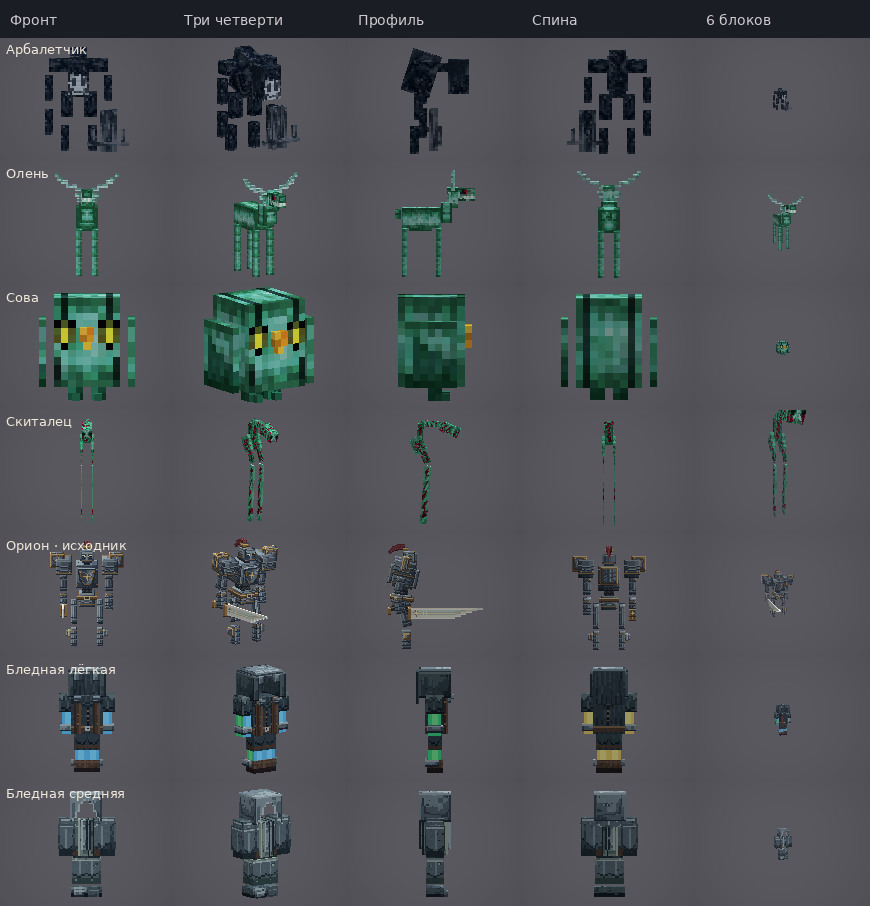 Фронт Три четверти Профиль Спина 6 блоков
Арбалетчик
Олень
Сова
Скиталец
Орион · исходник
Бледная лёгкая
Бледная средняя